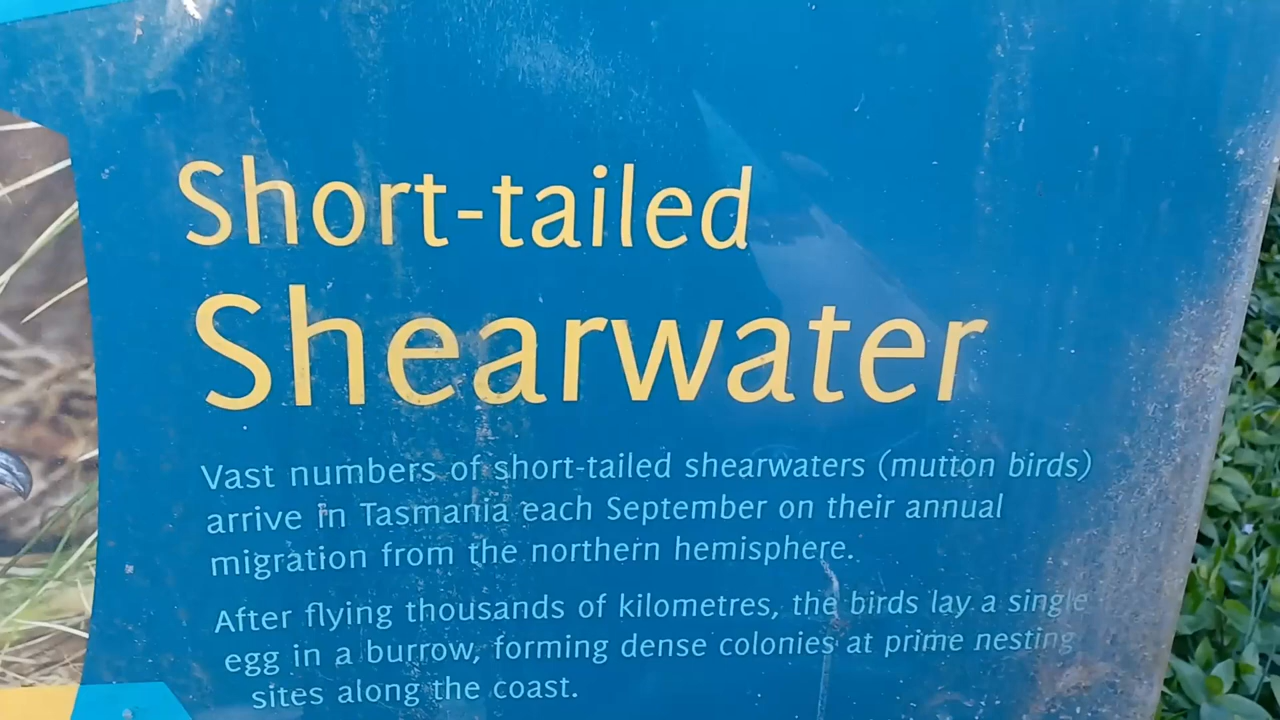 Short-tailed
Shearwater
Vast numbers of short-tailed shearwaters (mutton birds)
arrive in Tasmania each September on their annual
migration from the northern hemisphere.
After flying thousands of kilometres, the birds lay a single
egg in a burrow, forming dense colonies at prime nesting
sites along the coast.